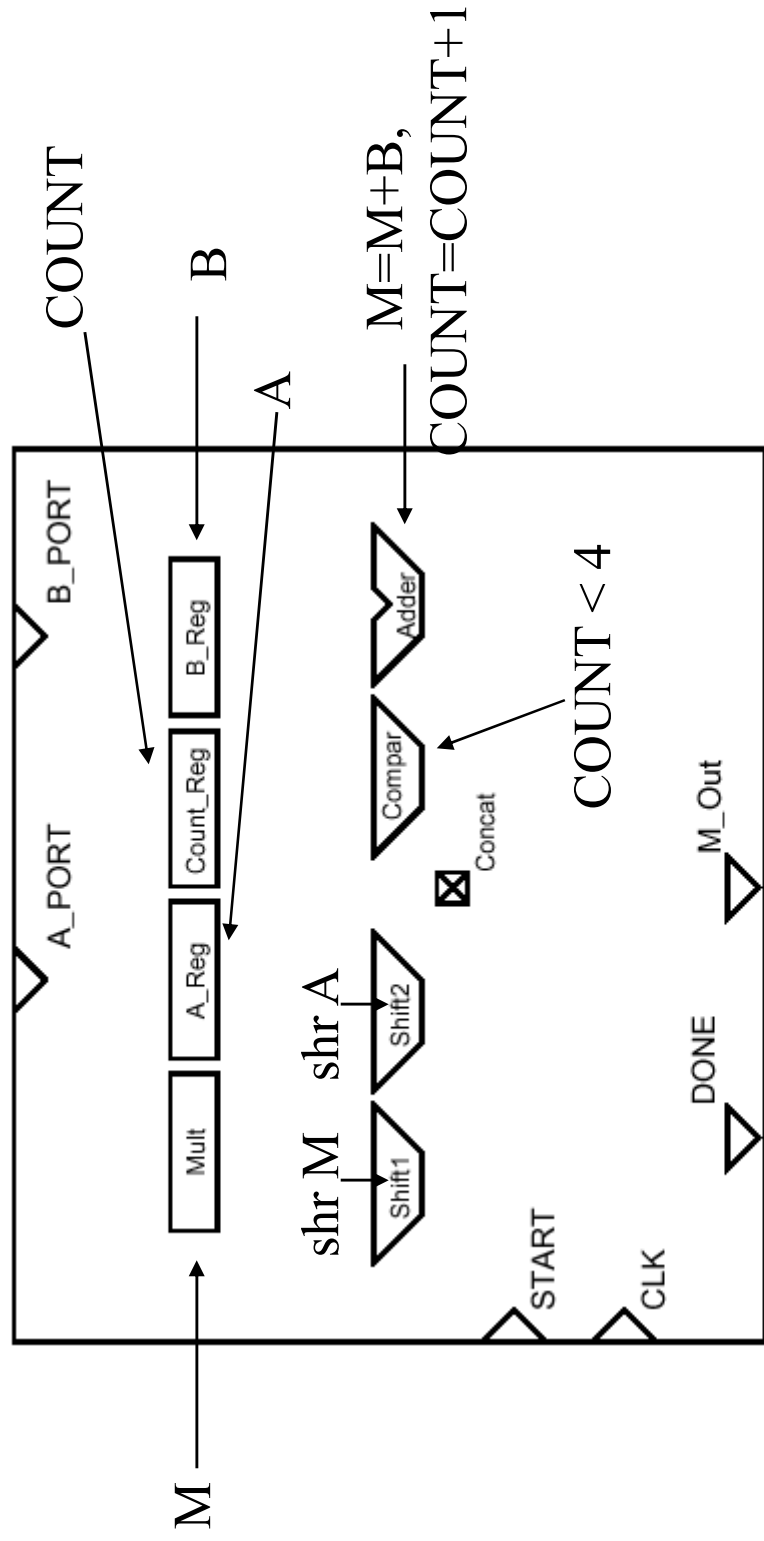 COUNT
B
A
M
A_PORT
B_PORT
Mult
A_Reg
Count_Reg
B_Reg
shr M
shr A
Shift1
Shift2
Compar
Adder
M=M+B,
COUNT=COUNT+1
Concat
COUNT < 4
START
CLK
DONE
M_Out